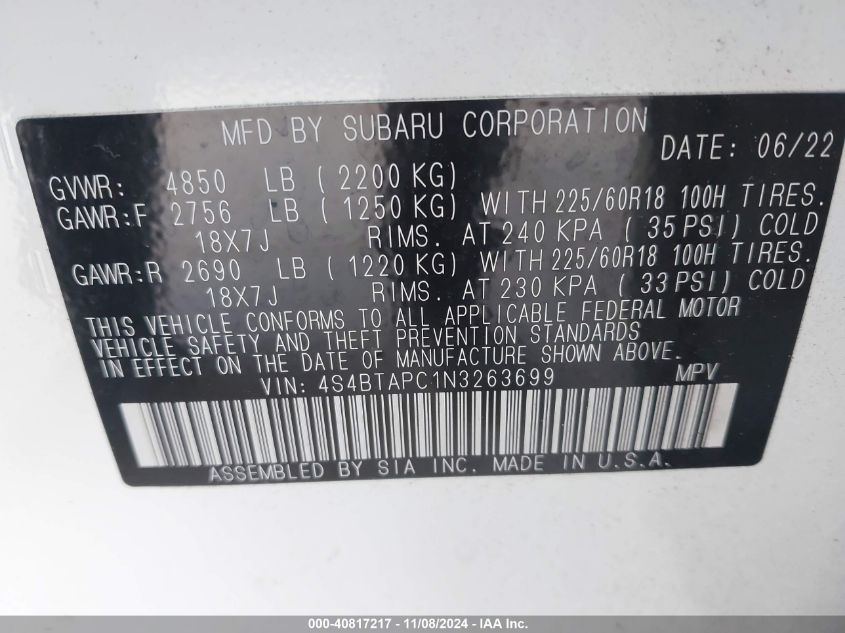 MFD BY SUBARU CORPORATION
DATE: 06/22
GVWR: 4850 LB ( 2200 KG)
GAWR:F 2756 LB ( 1250 KG) WITH 225/60R18 100H TIRES.
18X7J RIMS. AT 240 KPA ( 35 PSI) COLD
GAWR:R 2690 LB ( 1220 KG) WITH 225/60R18 100H TIRES.
18X7J RIMS. AT 230 KPA ( 33 PSI) COLD
THIS VEHICLE CONFORMS TO ALL APPLICABLE FEDERAL MOTOR
VEHICLE SAFETY AND THEFT PREVENTION STANDARDS
IN EFFECT ON THE DATE OF MANUFACTURE SHOWN ABOVE.
VIN: 4S4BTAPC1N3263699 MPV
ASSEMBLED BY SIA INC. MADE IN U.S.A.
000-40817217 - 11/08/2024 - IAA Inc.